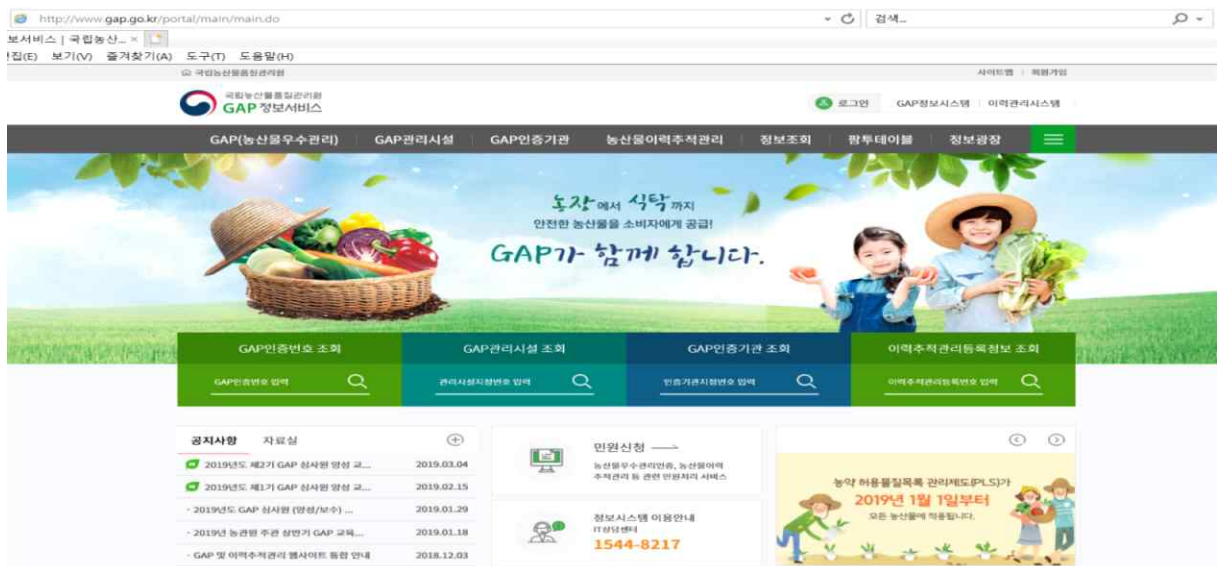 http://www.gap.go.kr/portal/main/main.do
검색...
보서비스 | 국립농산... ×
편집(E) 보기(V) 즐겨찾기(A) 도구(T) 도움말(H)
국립농산물품질관리원
사이트맵 | 회원가입
국립농산물품질관리원
GAP 정보서비스
로그인 GAP정보시스템 이력관리시스템
GAP(농산물우수관리) GAP관리시설 GAP인증기관 농산물이력추적관리 정보조회 팜투테이블 정보광장
농장에서 식탁까지
안전한 농산물을 소비자에게 공급!
GAP가 함께 합니다.
GAP인증번호 조회 GAP관리시설 조회 GAP인증기관 조회 이력추적관리등록정보 조회
GAP인증번호 입력 관리시설지정번호 입력 인증기관지정번호 입력 이력추적관리등록번호 입력
공지사항 자료실
2019년도 제2기 GAP 심사원 양성 교... 2019.03.04
2019년도 제1기 GAP 심사원 양성 교... 2019.02.15
· 2019년도 GAP 심사원 (양성/보수) ... 2019.01.29
· 2019년 농관원 주관 상반기 GAP 교육... 2019.01.18
· GAP 및 이력추적관리 웹사이트 통합 안내 2018.12.03
민원신청
농산물우수관리인증, 농산물이력
추적관리 등 관련 민원처리 서비스
정보시스템 이용안내
IT상담센터
1544-8217
농약 허용물질목록 관리제도(PLS)가
2019년 1월 1일부터
모든 농산물에 적용됩니다.